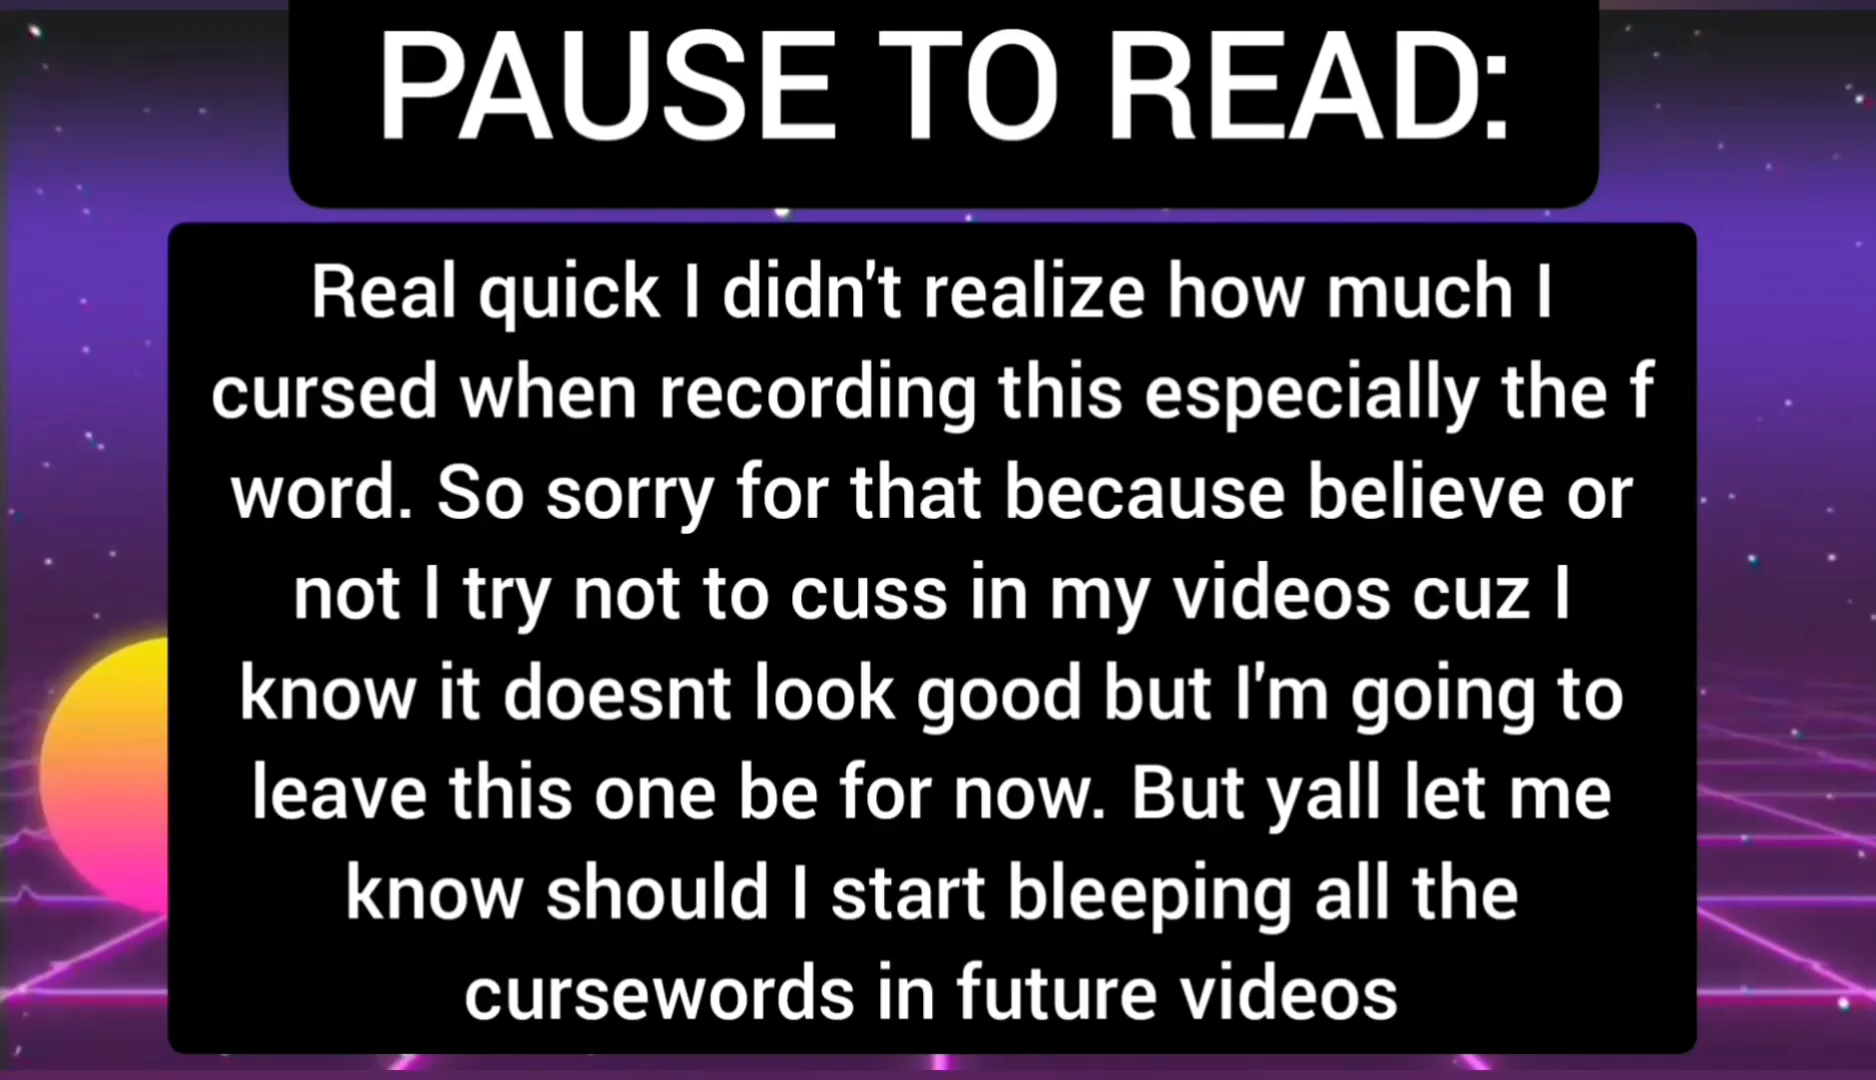 PAUSE TO READ:
Real quick I didn't realize how much I
cursed when recording this especially the f
word. So sorry for that because believe or
not I try not to cuss in my videos cuz I
know it doesnt look good but I'm going to
leave this one be for now. But yall let me
know should I start bleeping all the
cursewords in future videos